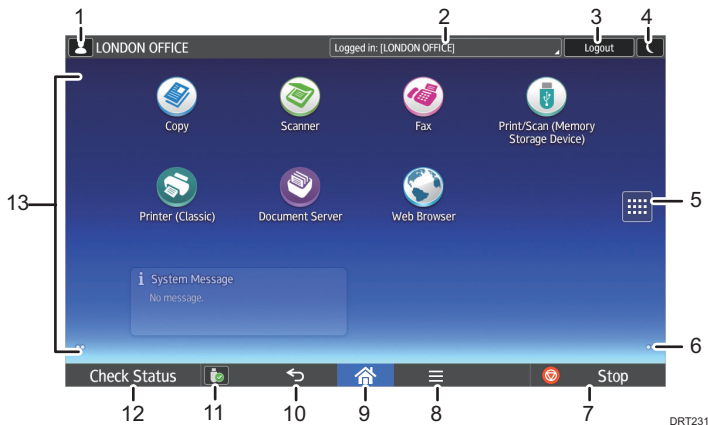 1
2
3
4
LONDON OFFICE
Logged in: [LONDON OFFICE]
Logout
Copy
Scanner
Fax
Print/Scan (Memory
Storage Device)
5
13
Printer (Classic)
Document Server
Web Browser
i System Message
No message.
6
Check Status
Stop
12
11
10
9
8
7
DRT231